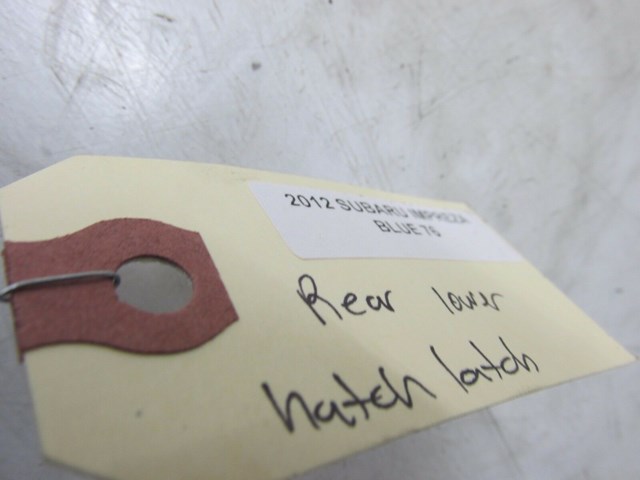 2012 SUBARU IMPREZA
BLUE 76
Rear lower
hatch latch